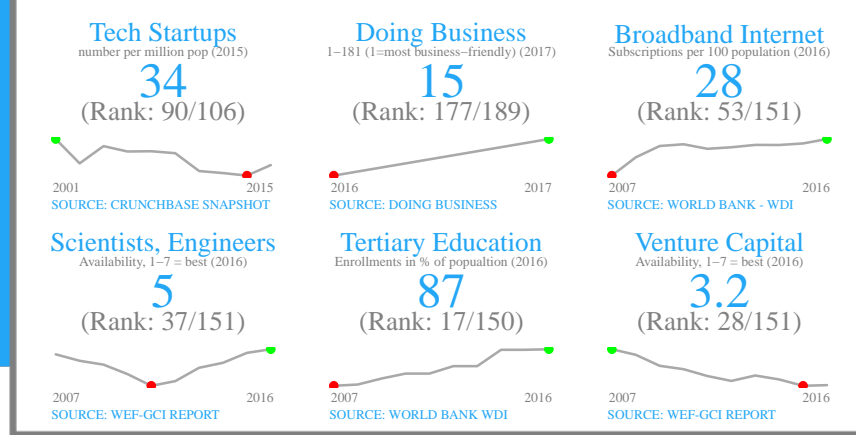 Tech Startups
number per million pop (2015)
34
(Rank: 90/106)
2001 2015
SOURCE: CRUNCHBASE SNAPSHOT
Doing Business
1–181 (1=most business–friendly) (2017)
15
(Rank: 177/189)
2016 2017
SOURCE: DOING BUSINESS
Broadband Internet
Subscriptions per 100 population (2016)
28
(Rank: 53/151)
2007 2016
SOURCE: WORLD BANK - WDI
Scientists, Engineers
Availability, 1–7 = best (2016)
5
(Rank: 37/151)
2007 2016
SOURCE: WEF-GCI REPORT
Tertiary Education
Enrollments in % of popualtion (2016)
87
(Rank: 17/150)
2007 2016
SOURCE: WORLD BANK WDI
Venture Capital
Availability, 1–7 = best (2016)
3.2
(Rank: 28/151)
2007 2016
SOURCE: WEF-GCI REPORT